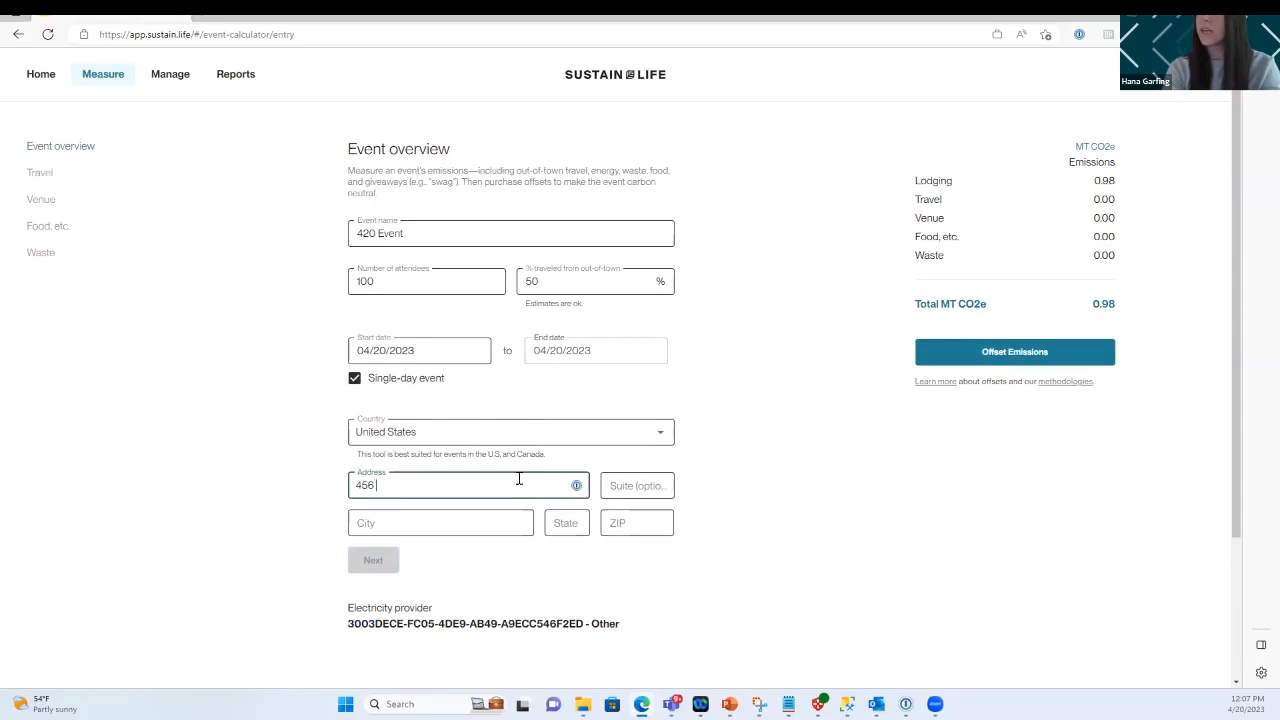 https://app.sustain.life/#/event-calculator/entry
Hana Garfing
Home
Measure
Manage
Reports
SUSTAIN LIFE
Event overview
Travel
Venue
Food, etc.
Waste
Event overview
Measure an event's emissions—including out-of-town travel, energy, waste, food,
and giveaways (e.g., "swag"). Then purchase offsets to make the event carbon
neutral.
Event name
420 Event
Number of attendees
100
% traveled from out-of-town
50 %
Estimates are ok.
Start date
04/20/2023
to
End date
04/20/2023
Single-day event
Country
United States
This tool is best suited for events in the U.S. and Canada.
Address
456
Suite (optio...
City
State
ZIP
Next
Electricity provider
3003DECE-FC05-4DE9-AB49-A9ECC546F2ED - Other
MT CO2e
Emissions
Lodging 0.98
Travel 0.00
Venue 0.00
Food, etc. 0.00
Waste 0.00
Total MT CO2e 0.98
Offset Emissions
Learn more about offsets and our methodologies.
54°F
Partly sunny
Search
9+
zoom
12:07 PM
4/20/2023